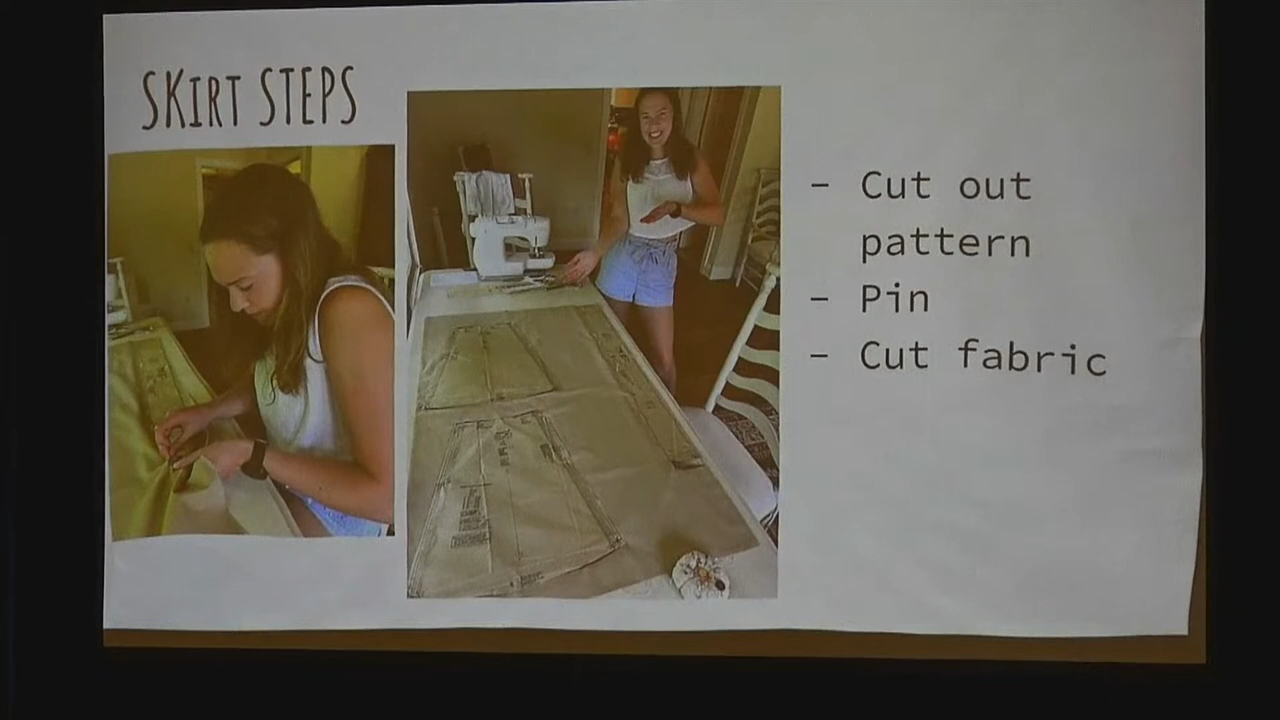 SKIRT STEPS
- Cut out
pattern
- Pin
- Cut fabric